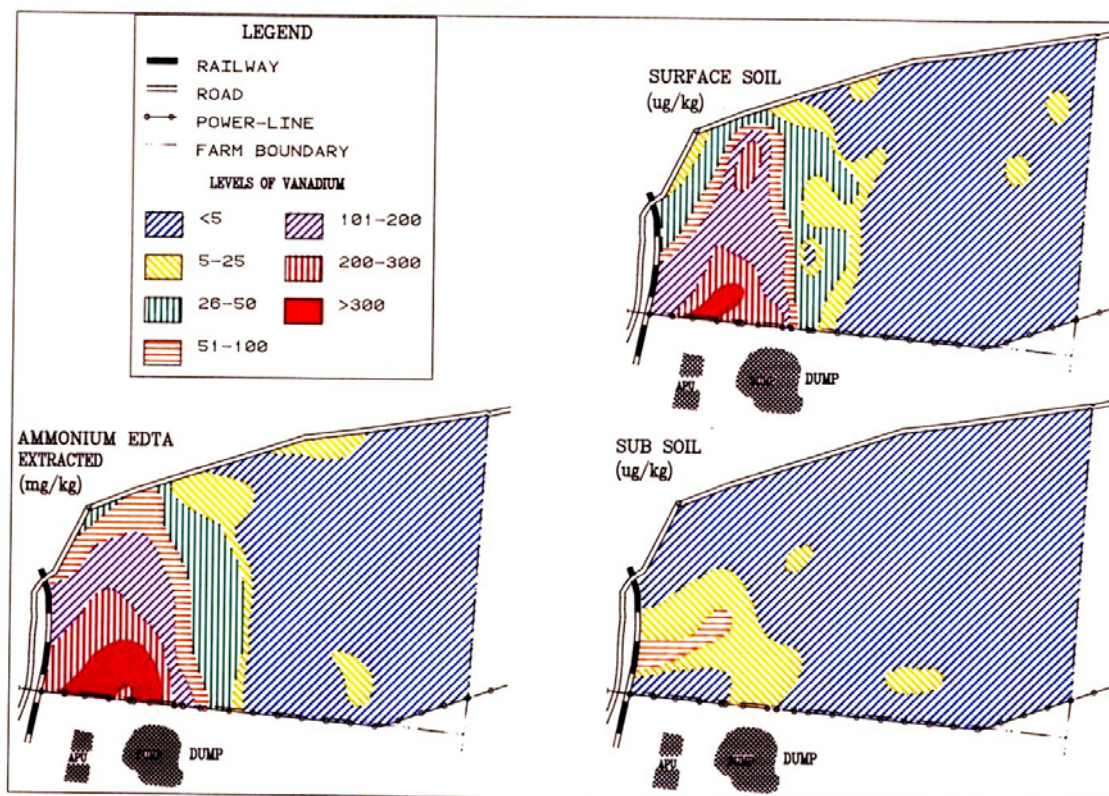 LEGEND
RAILWAY
ROAD
POWER-LINE
FARM BOUNDARY
LEVELS OF VANADIUM
<5
101-200
5-25
200-300
26-50
>300
51-100
SURFACE SOIL
(ug/kg)
APU
DUMP
AMMONIUM EDTA
EXTRACTED
(mg/kg)
APU
DUMP
SUB SOIL
(ug/kg)
APU
DUMP